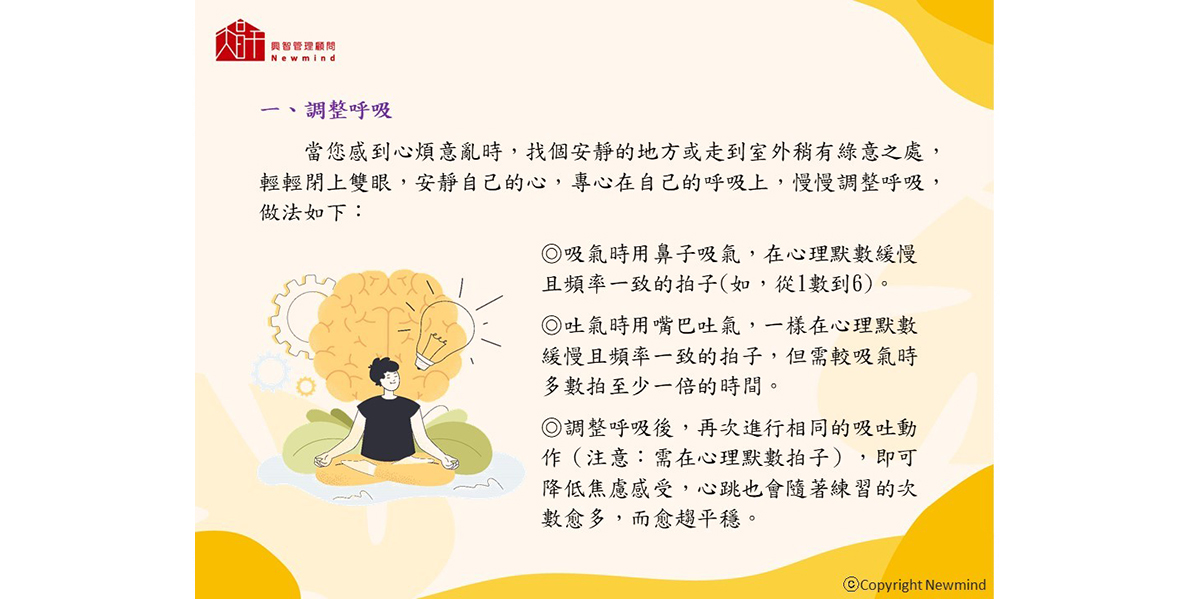 興智管理顧問
Newmind
一、調整呼吸
當您感到心煩意亂時，找個安靜的地方或走到室外稍有綠意之處，
輕輕閉上雙眼，安靜自己的心，專心在自己的呼吸上，慢慢調整呼吸，
做法如下：
◎吸氣時用鼻子吸氣，在心理默數緩慢
且頻率一致的拍子(如，從1數到6)。
◎吐氣時用嘴巴吐氣，一樣在心理默數
緩慢且頻率一致的拍子，但需較吸氣時
多數拍至少一倍的時間。
◎調整呼吸後，再次進行相同的吸吐動
作（注意：需在心理默數拍子），即可
降低焦慮感受，心跳也會隨著練習的次
數愈多，而愈趨平穩。
ⒸCopyright Newmind